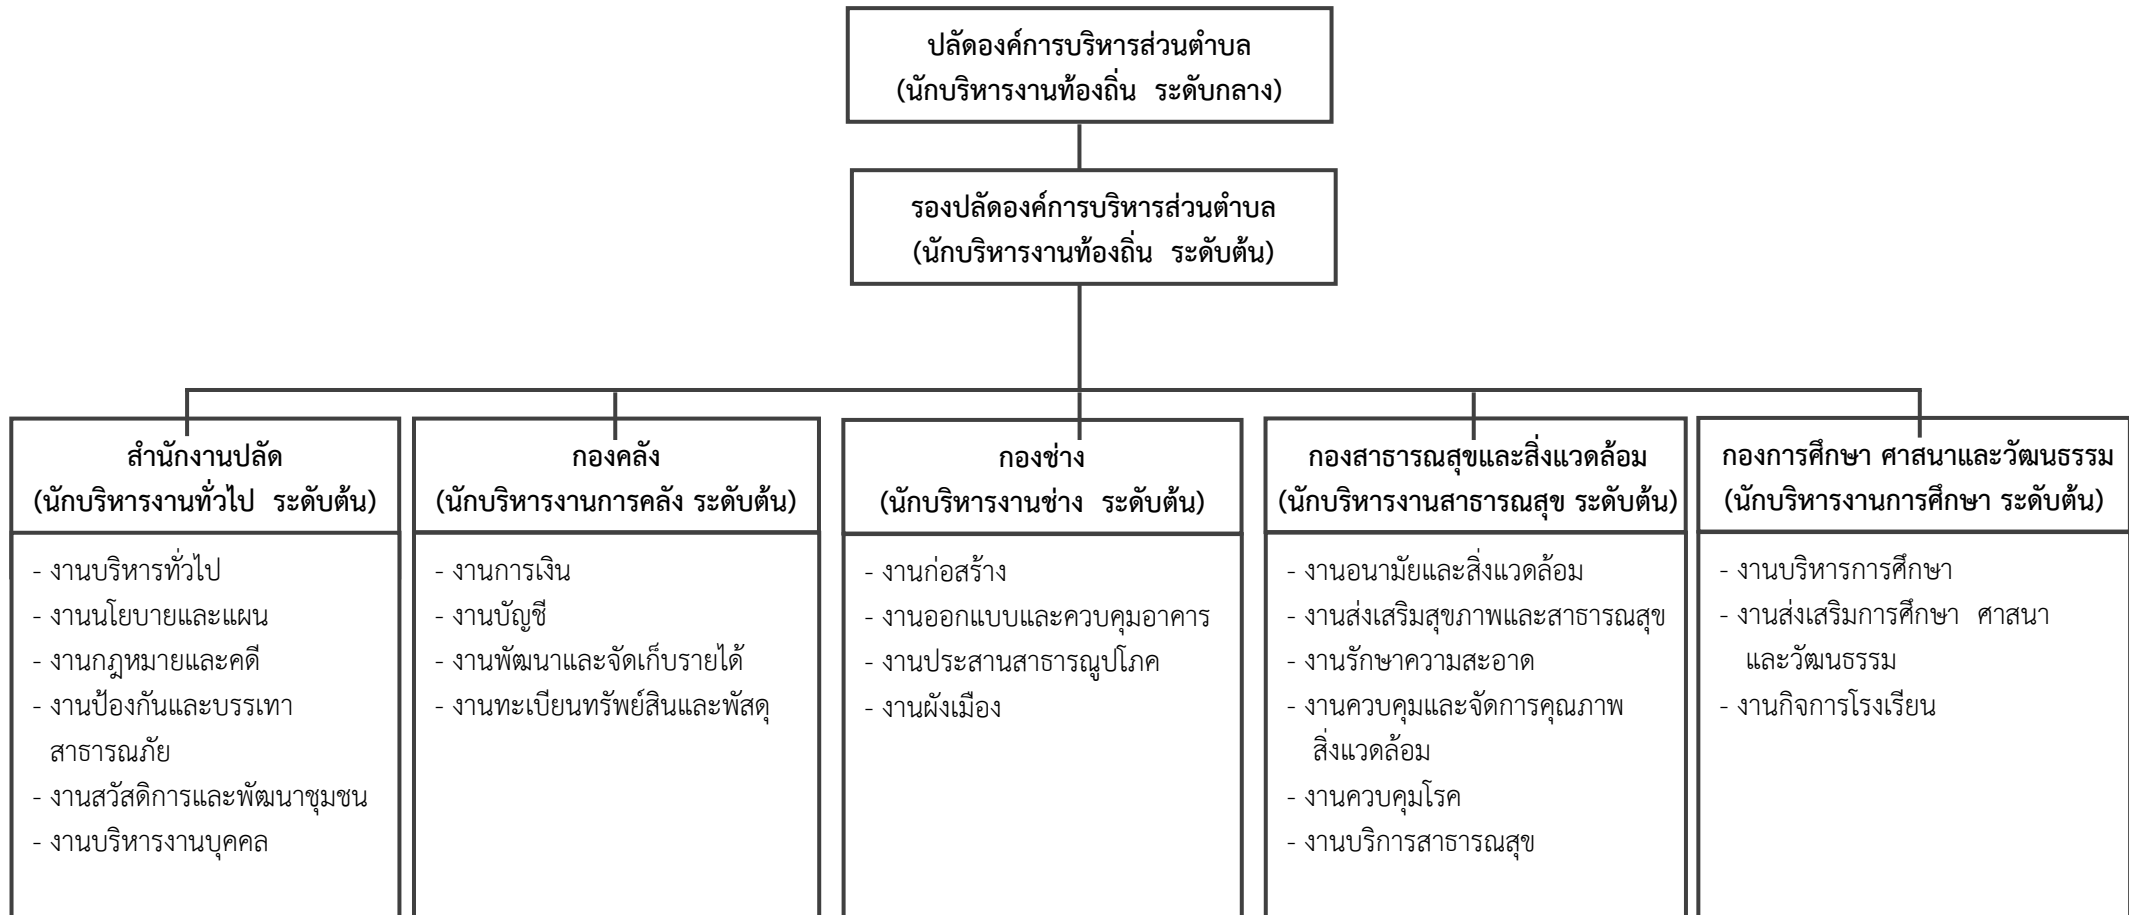 ปลัดองค์การบริหารส่วนตำบล
(นักบริหารงานท้องถิ่น ระดับกลาง)
รองปลัดองค์การบริหารส่วนตำบล
(นักบริหารงานท้องถิ่น ระดับต้น)
สำนักงานปลัด
(นักบริหารงานทั่วไป ระดับต้น)
- งานบริหารทั่วไป
- งานนโยบายและแผน
- งานกฎหมายและคดี
- งานป้องกันและบรรเทา
สาธารณภัย
- งานสวัสดิการและพัฒนาชุมชน
- งานบริหารงานบุคคล
กองคลัง
(นักบริหารงานการคลัง ระดับต้น)
- งานการเงิน
- งานบัญชี
- งานพัฒนาและจัดเก็บรายได้
- งานทะเบียนทรัพย์สินและพัสดุ
กองช่าง
(นักบริหารงานช่าง ระดับต้น)
- งานก่อสร้าง
- งานออกแบบและควบคุมอาคาร
- งานประสานสาธารณูปโภค
- งานผังเมือง
กองสาธารณสุขและสิ่งแวดล้อม
(นักบริหารงานสาธารณสุข ระดับต้น)
- งานอนามัยและสิ่งแวดล้อม
- งานส่งเสริมสุขภาพและสาธารณสุข
- งานรักษาความสะอาด
- งานควบคุมและจัดการคุณภาพ
สิ่งแวดล้อม
- งานควบคุมโรค
- งานบริการสาธารณสุข
กองการศึกษา ศาสนาและวัฒนธรรม
(นักบริหารงานการศึกษา ระดับต้น)
- งานบริหารการศึกษา
- งานส่งเสริมการศึกษา ศาสนา
และวัฒนธรรม
- งานกิจการโรงเรียน